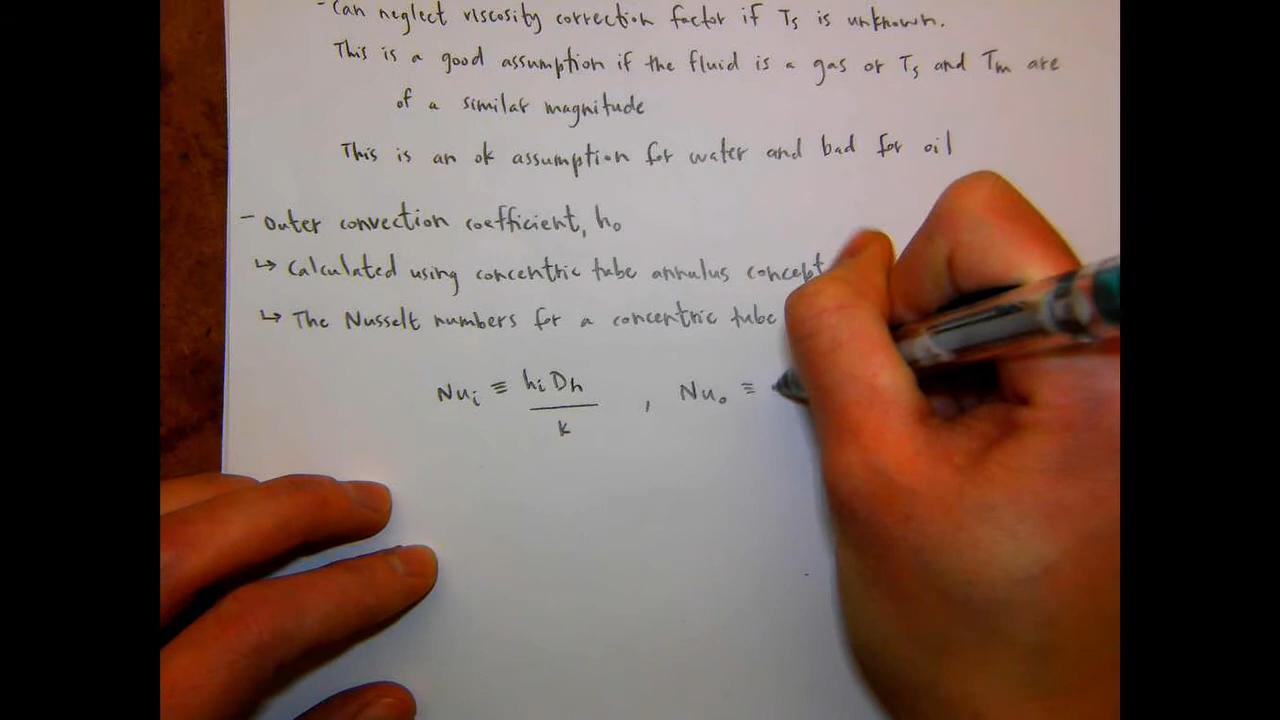 - Can neglect viscosity correction factor if Ts is unknown.
This is a good assumption if the fluid is a gas or Ts and Tm are
of a similar magnitude
This is an ok assumption for water and bad for oil
- Outer convection coefficient, ho
↳ Calculated using concentric tube annulus concept
↳ The Nusselt numbers for a concentric tube
Nui ≡ hi Dh / k , Nuo ≡